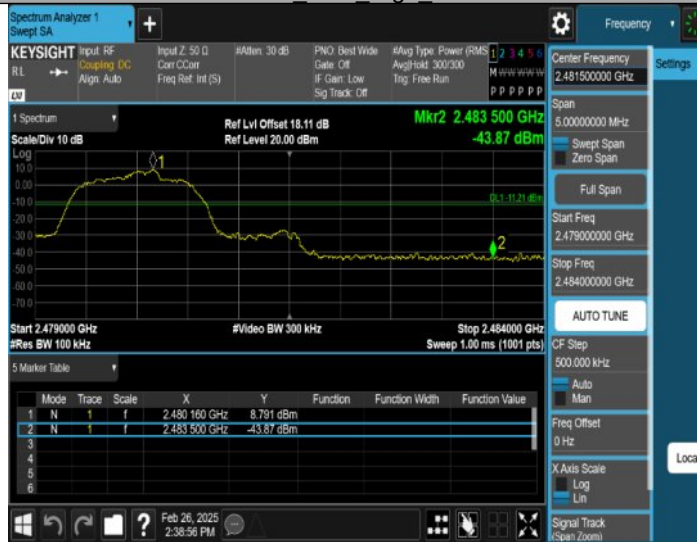 Spectrum Analyzer 1
Swept SA
Frequency
KEYSIGHT
RL
LXI
Input: RF
Coupling: DC
Align: Auto
Input Z: 50 Ω
Corr CCorr
Freq Ref: Int (S)
#Atten: 30 dB
PNO: Best Wide
Gate: Off
IF Gain: Low
Sig Track: Off
#Avg Type: Power (RMS
Avg|Hold: 300/300
Trig: Free Run
1 2 3 4 5 6
M W W W W W
P P P P P P
1 Spectrum
Scale/Div 10 dB
Log
Ref Lvl Offset 18.11 dB
Ref Level 20.00 dBm
Mkr2 2.483 500 GHz
-43.87 dBm
10.0
0.00
-10.0
-20.0
-30.0
-40.0
-50.0
-60.0
-70.0
1
DL1 -11.21 dBm
2
Start 2.479000 GHz
#Res BW 100 kHz
#Video BW 300 kHz
Stop 2.484000 GHz
Sweep 1.00 ms (1001 pts)
5 Marker Table
Mode Trace Scale X Y Function Function Width Function Value
1 N 1 f 2.480 160 GHz 8.791 dBm
2 N 1 f 2.483 500 GHz -43.87 dBm
3
4
5
6
Feb 26, 2025
2:38:56 PM
Center Frequency
2.481500000 GHz
Settings
Span
5.00000000 MHz
Swept Span
Zero Span
Full Span
Start Freq
2.479000000 GHz
Stop Freq
2.484000000 GHz
AUTO TUNE
CF Step
500.000 kHz
Auto
Man
Freq Offset
0 Hz
X Axis Scale
Log
Lin
Signal Track
(Span Zoom)
Loca